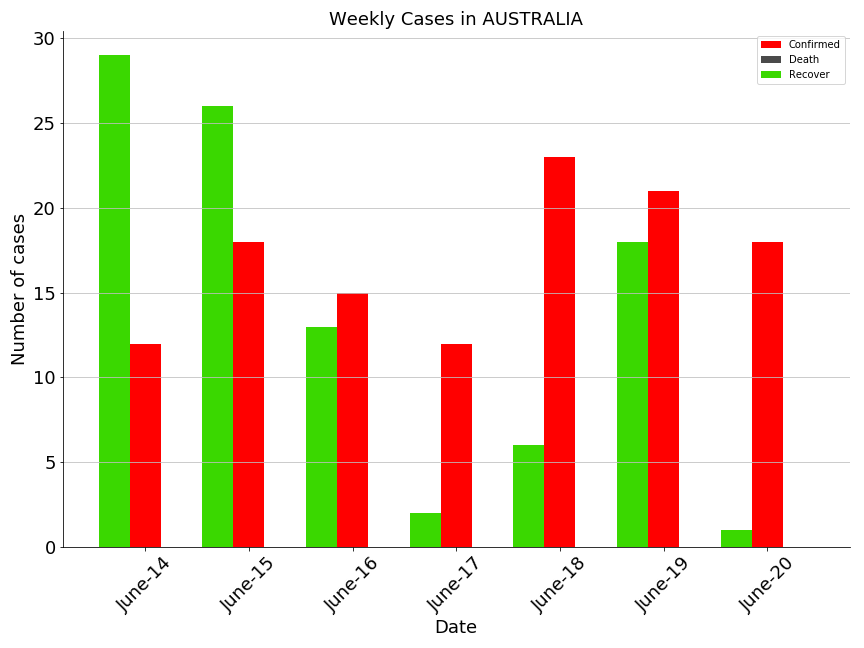 Weekly Cases in AUSTRALIA
Confirmed
Death
Recover
Number of cases
30
25
20
15
10
5
0
June-14
June-15
June-16
June-17
June-18
June-19
June-20
Date